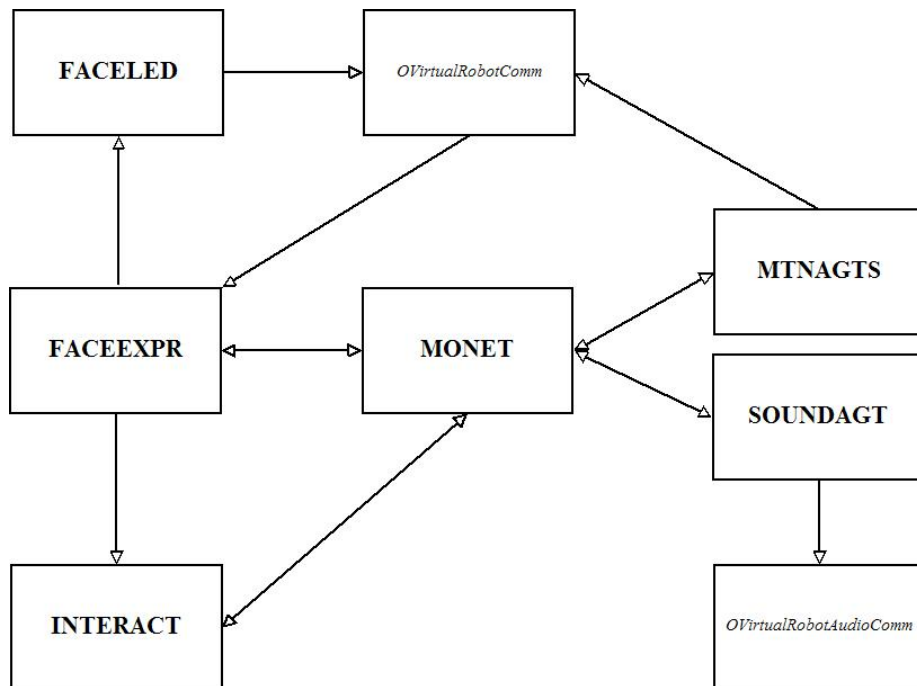 FACELED
OVirtualRobotComm
MTNAGTS
FACEEXPR
MONET
SOUNDAGT
INTERACT
OVirtualRobotAudioComm